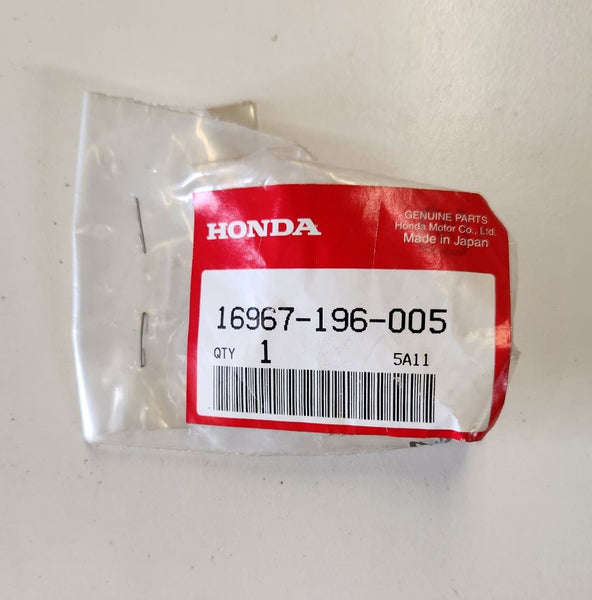 HONDA
GENUINE PARTS
Honda Motor Co., Ltd.
Made in Japan
16967-196-005
QTY 1 5A11